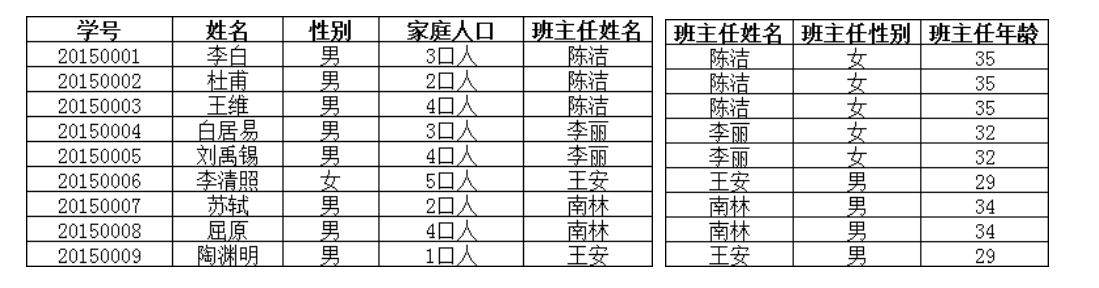 学号 姓名 性别 家庭人口 班主任姓名 班主任姓名 班主任性别 班主任年龄
20150001 李白 男 3口人 陈洁 陈洁 女 35
20150002 杜甫 男 2口人 陈洁 陈洁 女 35
20150003 王维 男 4口人 陈洁 陈洁 女 35
20150004 白居易 男 3口人 李丽 李丽 女 32
20150005 刘禹锡 男 4口人 李丽 李丽 女 32
20150006 李清照 女 5口人 王安 王安 男 29
20150007 苏轼 男 2口人 南林 南林 男 34
20150008 屈原 男 4口人 南林 南林 男 34
20150009 陶渊明 男 1口人 王安 王安 男 29